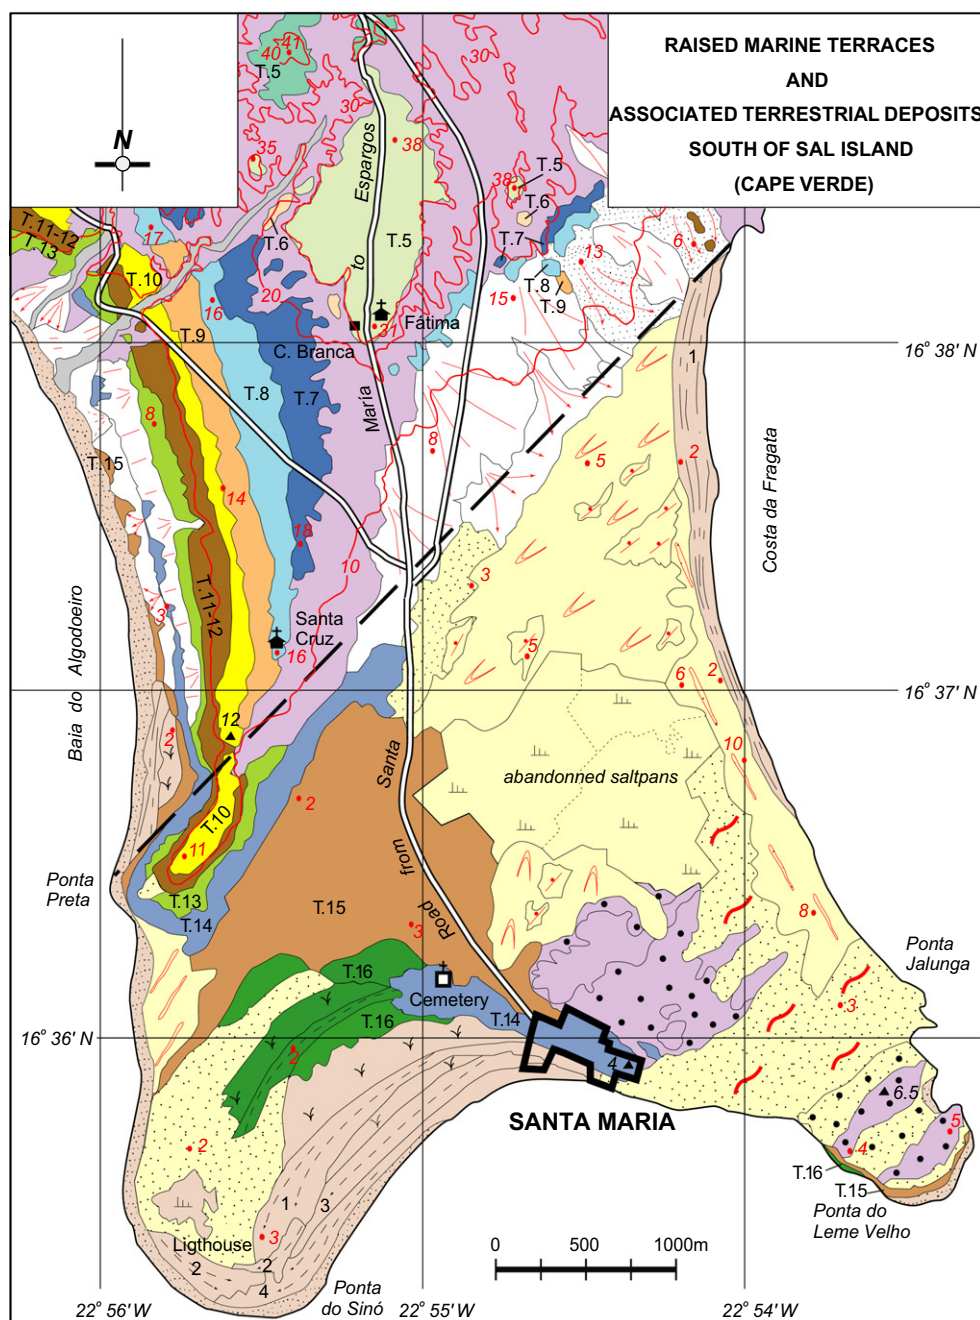 RAISED MARINE TERRACES
AND
ASSOCIATED TERRESTRIAL DEPOSITS
SOUTH OF SAL ISLAND
(CAPE VERDE)
N
40
41
T.5
30
30
35
38
Espargos
to
T.5
38
T.5
T.6
T.6
T.7
T.8
T.9
13
6
15
T.11-12
T.13
17
T.10
16
20
T.9
31
Fátima
C. Branca
16° 38' N
T.8
T.7
María
1
8
8
T.15
14
18
10
5
2
Costa da Fragata
3
T.11-12
3
Baia do Algodoeiro
Santa
Cruz
16
5
6
2
16° 37' N
12
2
10
Santa
abandonned saltpans
2
T.10
11
from
Ponta
Preta
T.13
T.14
T.15
3
Road
8
Ponta
Jalunga
T.16
T.16
Cemetery
T.14
3
16° 36' N
2
4
SANTA MARIA
6.5
5
4
2
T.16
T.15
Ponta do
Leme Velho
1
3
3
Ligthouse
2
2
4
Ponta
do Sinó
0
500
1000m
22° 56' W
22° 55' W
22° 54' W